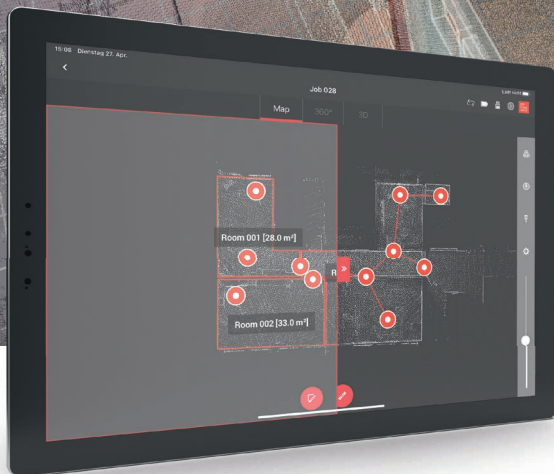 15:06 Dienstag 27. Apr.
Job 028
Map 360° 3D
Room 001 [28.0 m²]
R
Room 002 [33.0 m²]